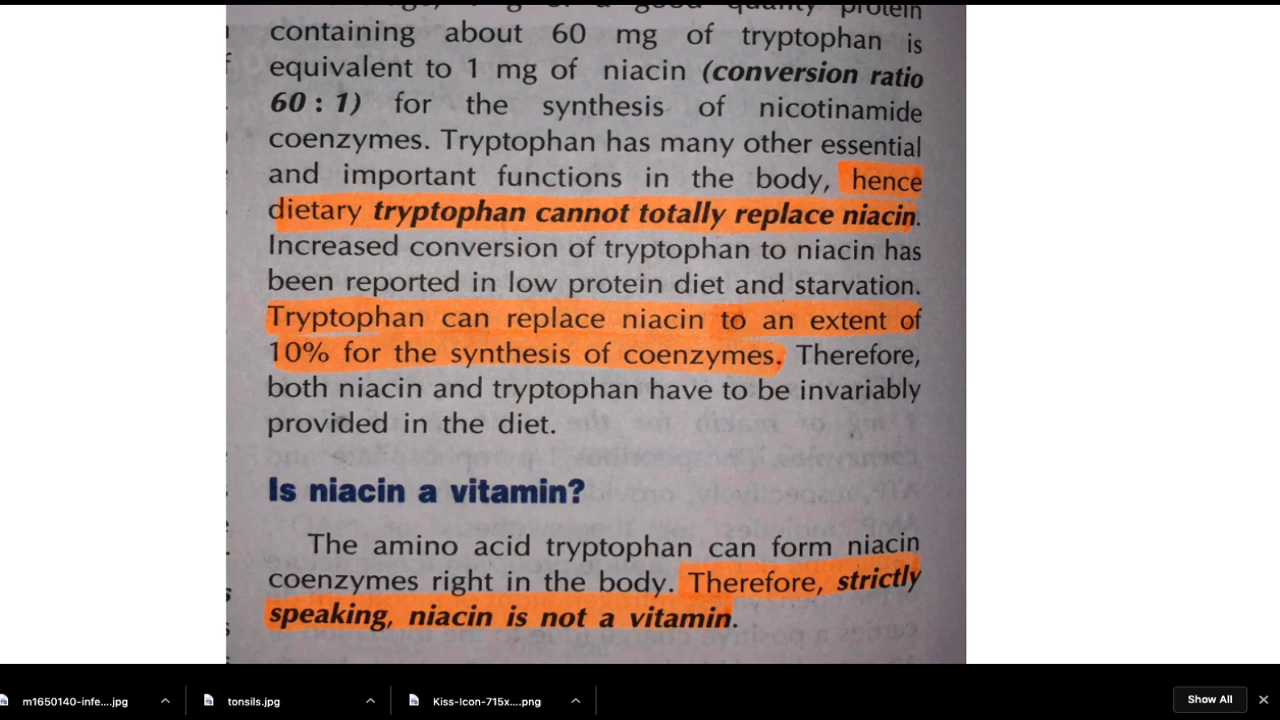 protein
containing about 60 mg of tryptophan is
equivalent to 1 mg of niacin (conversion ratio
60 : 1) for the synthesis of nicotinamide
coenzymes. Tryptophan has many other essential
and important functions in the body, hence
dietary tryptophan cannot totally replace niacin.
Increased conversion of tryptophan to niacin has
been reported in low protein diet and starvation.
Tryptophan can replace niacin to an extent of
10% for the synthesis of coenzymes. Therefore,
both niacin and tryptophan have to be invariably
provided in the diet.
Is niacin a vitamin?
The amino acid tryptophan can form niacin
coenzymes right in the body. Therefore, strictly
speaking, niacin is not a vitamin.
m1650140-infe....jpg
tonsils.jpg
Kiss-Icon-715x....png
Show All